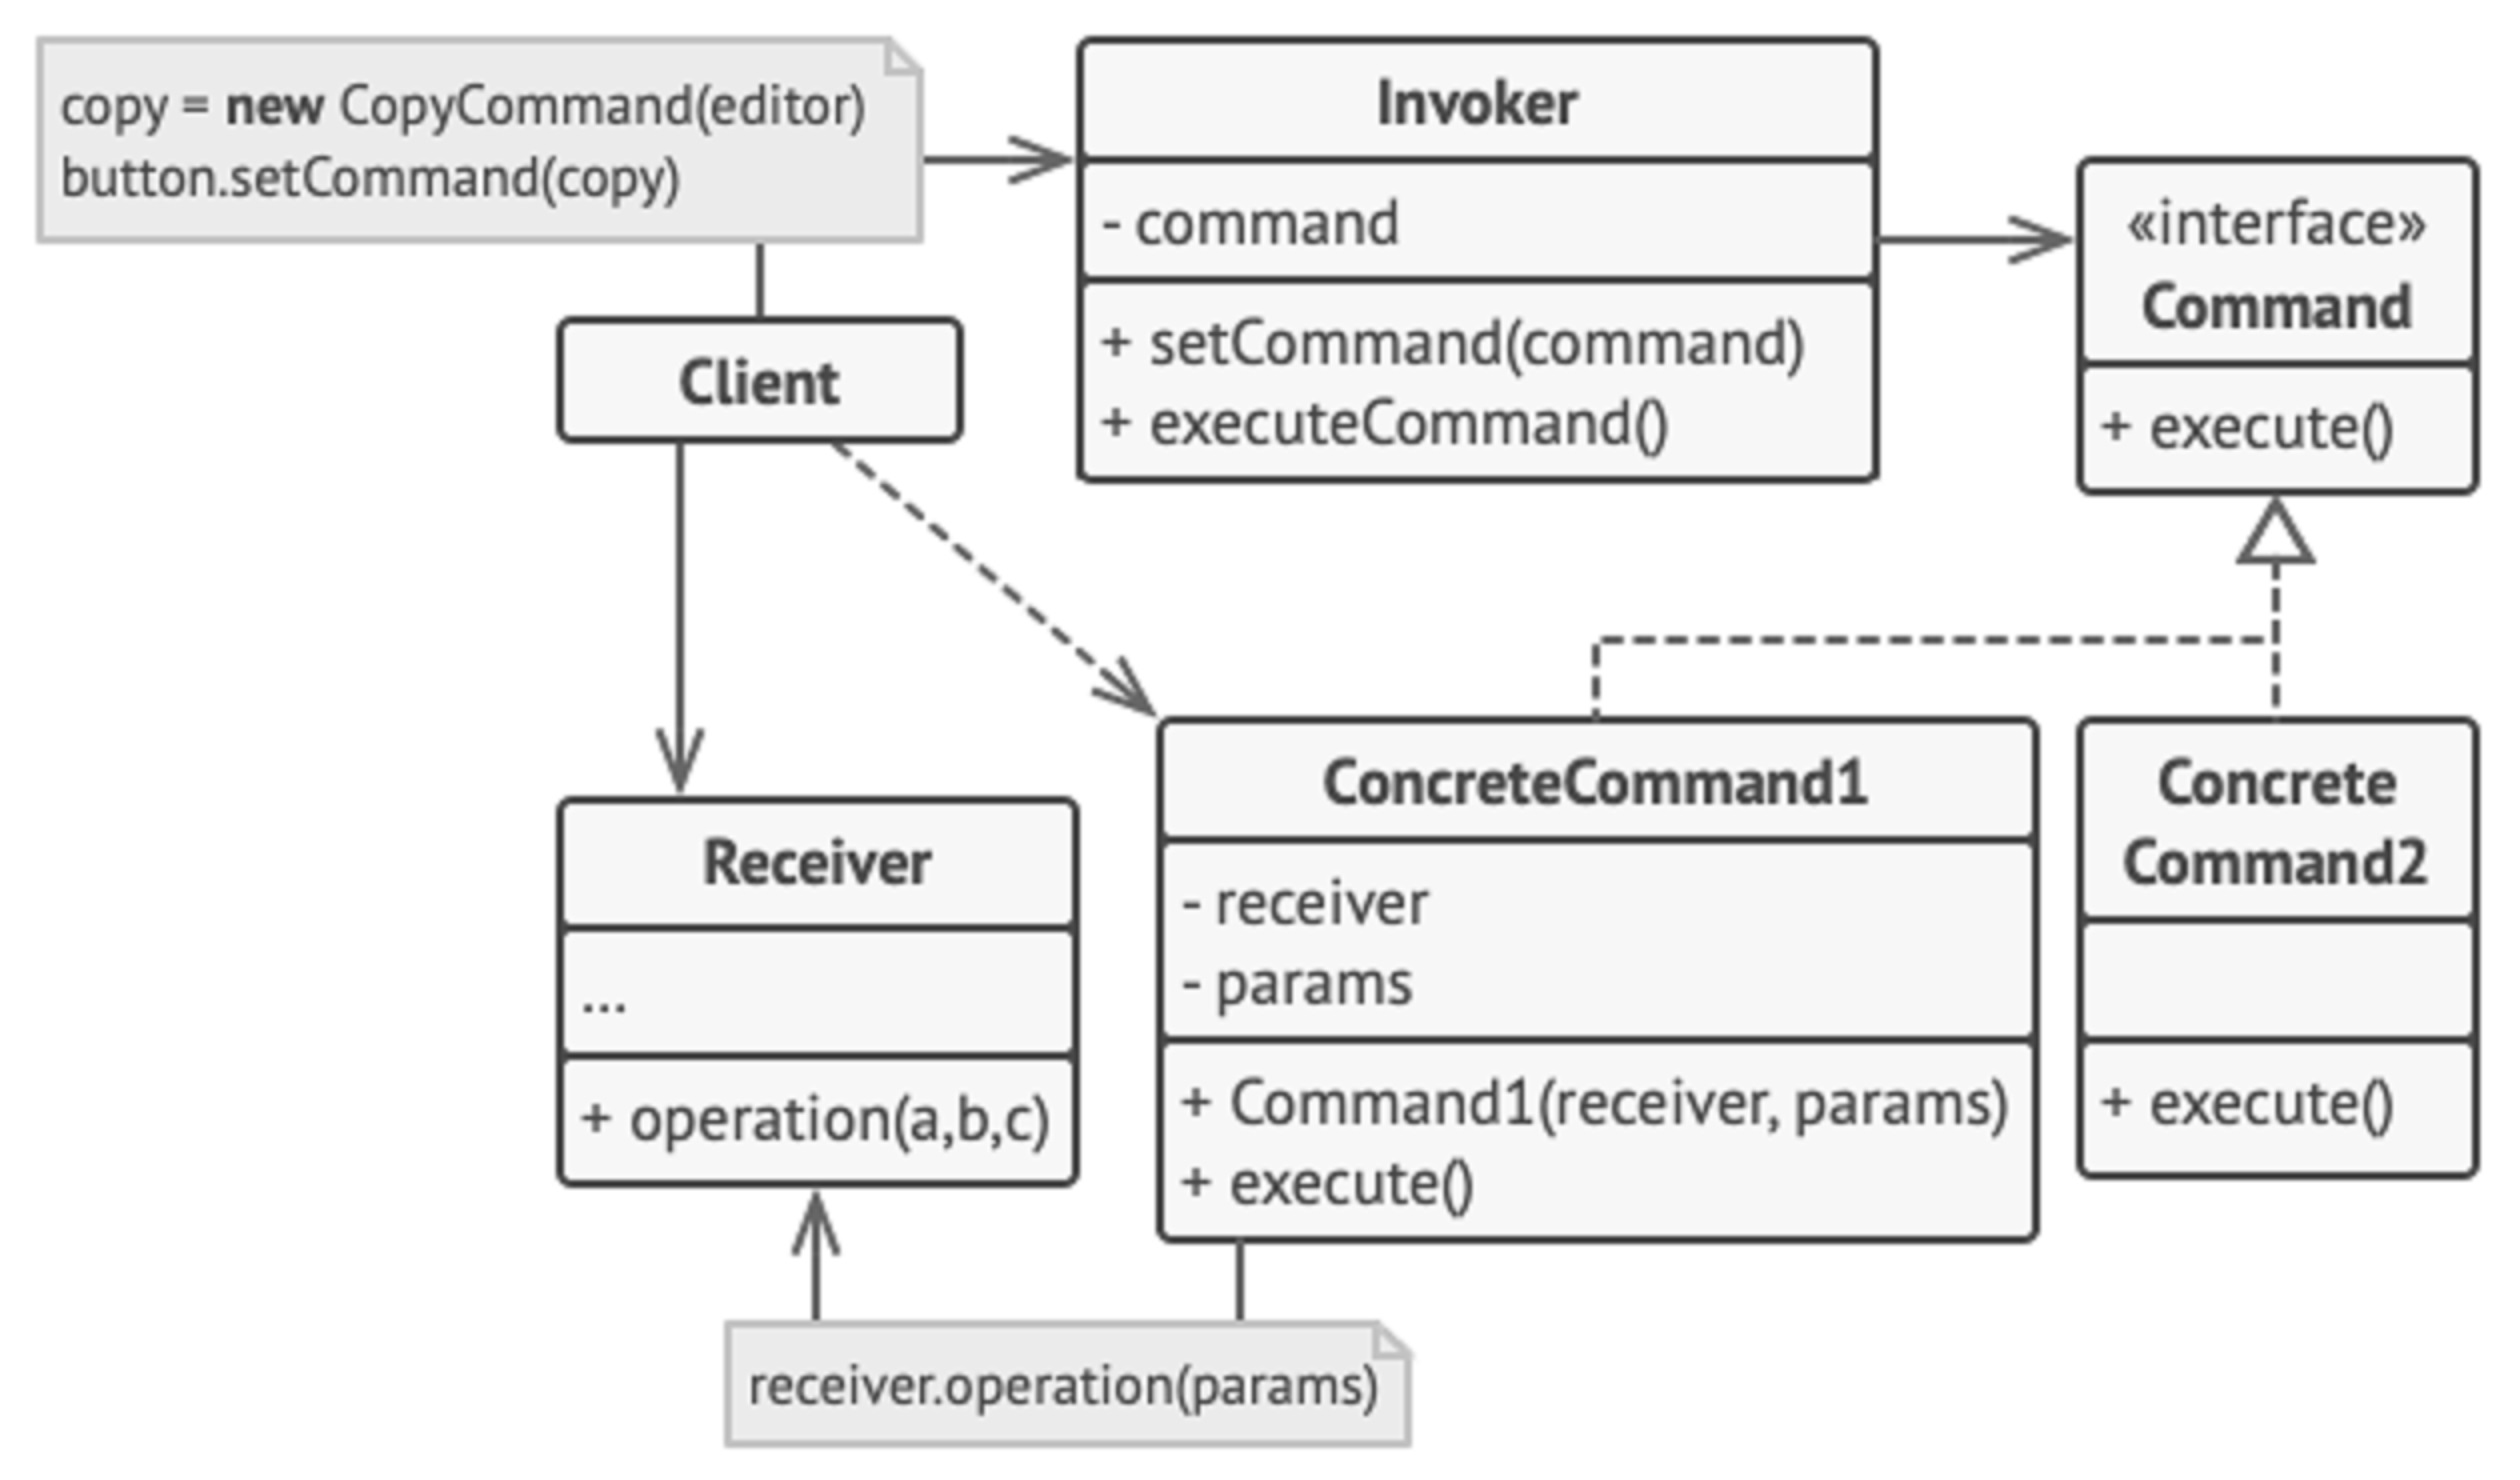 copy = new CopyCommand(editor)
button.setCommand(copy)
Invoker
- command
+ setCommand(command)
+ executeCommand()
«interface»
Command
+ execute()
Client
Receiver
...
+ operation(a,b,c)
ConcreteCommand1
- receiver
- params
+ Command1(receiver, params)
+ execute()
Concrete
Command2
+ execute()
receiver.operation(params)